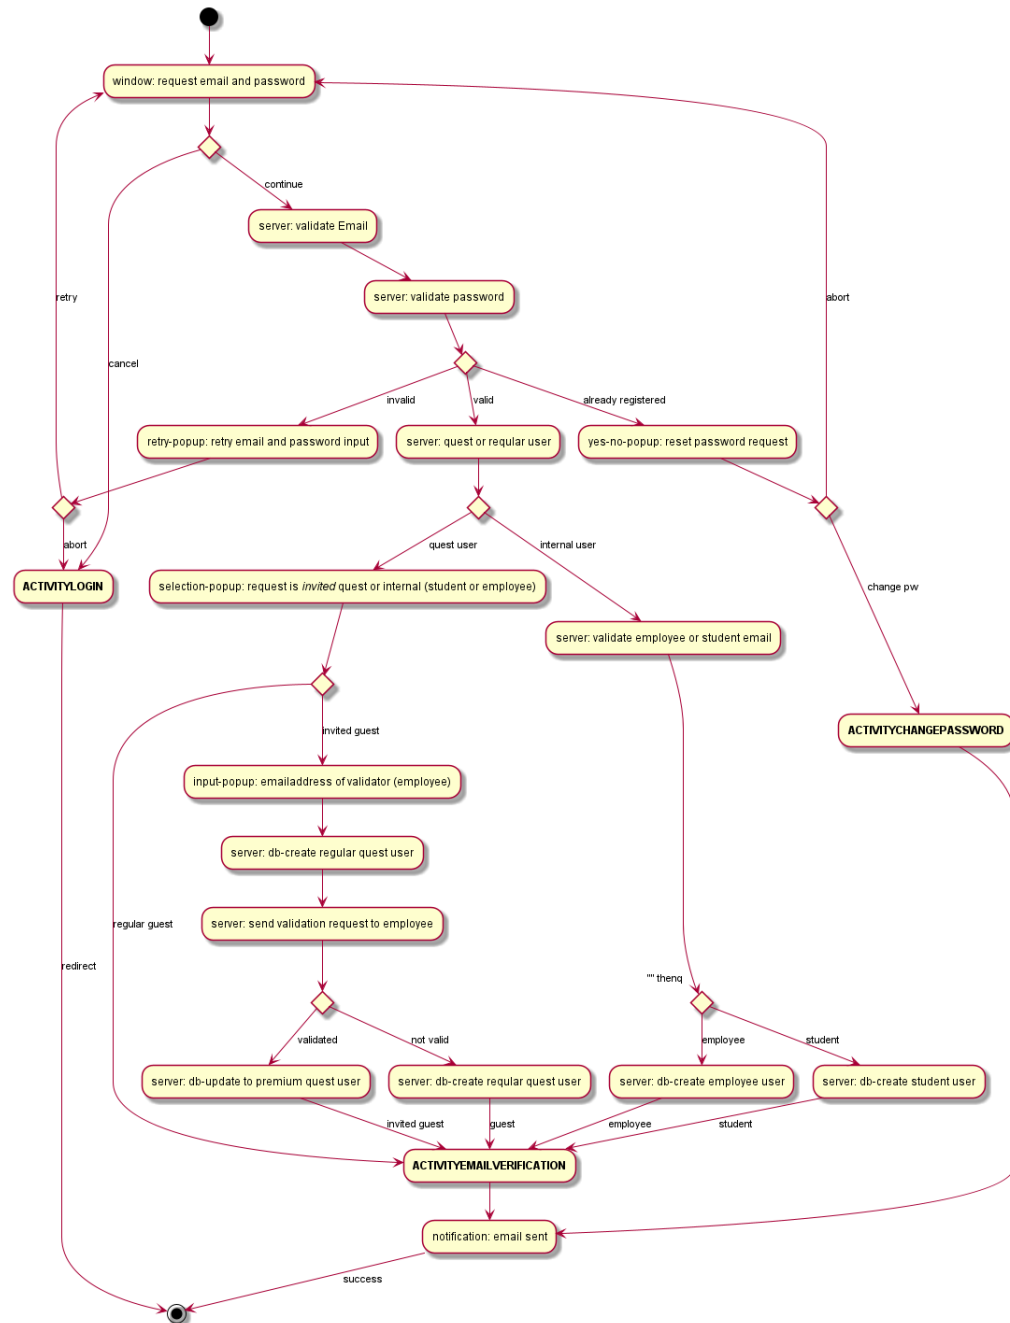 window: request email and password
continue
server: validate Email
server: validate password
retry
abort
cancel
invalid
valid
already registered
retry-popup: retry email and password input
server: quest or reqular user
yes-no-popup: reset password request
abort
quest user
internal user
ACTIVITYLOGIN
selection-popup: request is invited quest or internal (student or employee)
change pw
server: validate employee or student email
invited guest
ACTIVITYCHANGEPASSWORD
input-popup: emailaddress of validator (employee)
server: db-create regular quest user
regular guest
server: send validation request to employee
redirect
"" thenq
validated
not valid
employee
student
server: db-update to premium quest user
server: db-create reqular quest user
server: db-create employee user
server: db-create student user
invited guest
guest
employee
student
ACTIVITYEMAILVERIFICATION
notification: email sent
success